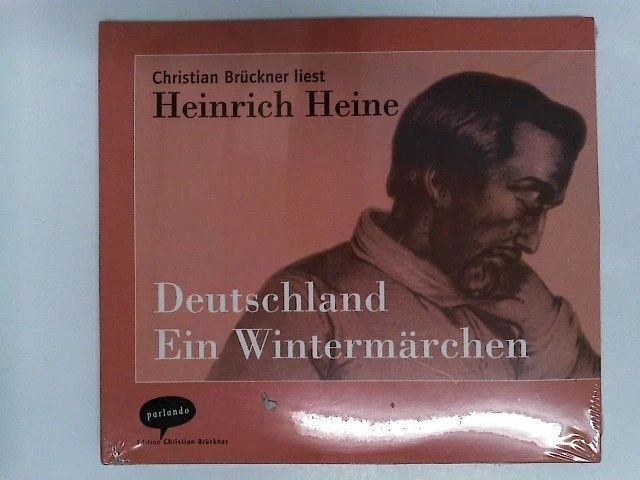 Christian Brückner liest
Heinrich Heine
Deutschland
Ein Wintermärchen
parlando
Edition Christian Brückner